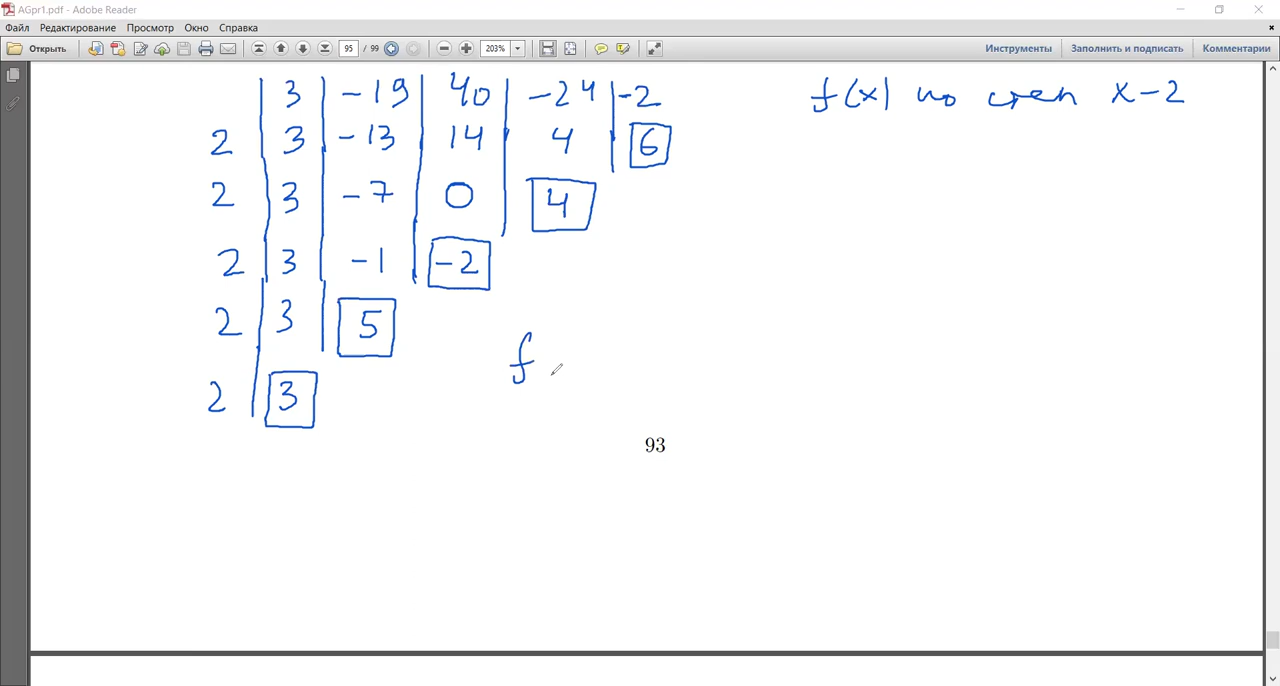 AGpr1.pdf - Adobe Reader
Файл Редактирование Просмотр Окно Справка
Открыть 95 / 99 203% Инструменты Заполнить и подписать Комментарии
3 -19 40 -24 -2 f(x) по степ x-2
2 3 -13 14 4 6
2 3 -7 0 4
2 3 -1 -2
2 3 5
f
2 3
93